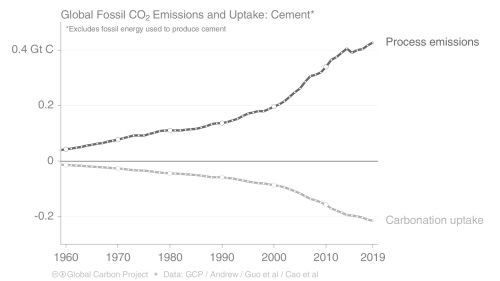 Global Fossil CO₂ Emissions and Uptake: Cement*
*Excludes fossil energy used to produce cement
Process emissions
0.4 Gt C
0.2
0
-0.2
Carbonation uptake
1960 1970 1980 1990 2000 2010 2019
Global Carbon Project • Data: GCP / Andrew / Guo et al / Cao et al